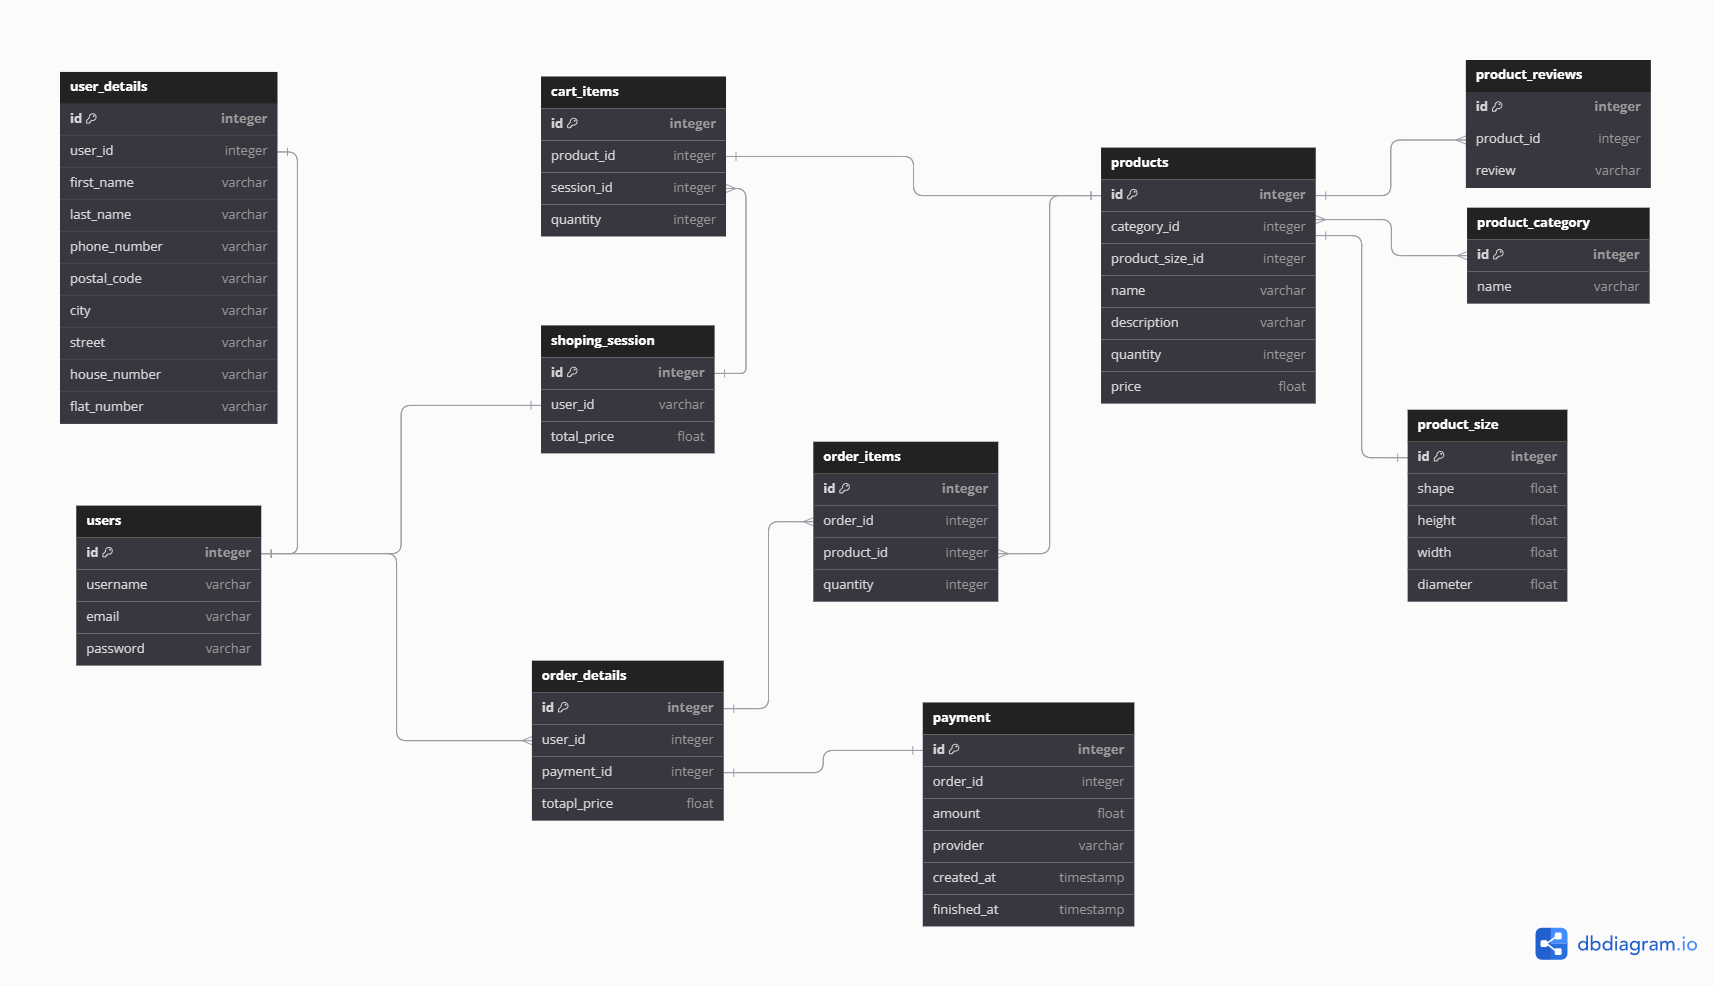 user_details
id integer
user_id integer
first_name varchar
last_name varchar
phone_number varchar
postal_code varchar
city varchar
street varchar
house_number varchar
flat_number varchar
users
id integer
username varchar
email varchar
password varchar
cart_items
id integer
product_id integer
session_id integer
quantity integer
shoping_session
id integer
user_id varchar
total_price float
order_details
id integer
user_id integer
payment_id integer
totapl_price float
order_items
id integer
order_id integer
product_id integer
quantity integer
payment
id integer
order_id integer
amount float
provider varchar
created_at timestamp
finished_at timestamp
products
id integer
category_id integer
product_size_id integer
name varchar
description varchar
quantity integer
price float
product_reviews
id integer
product_id integer
review varchar
product_category
id integer
name varchar
product_size
id integer
shape float
height float
width float
diameter float
dbdiagram.io